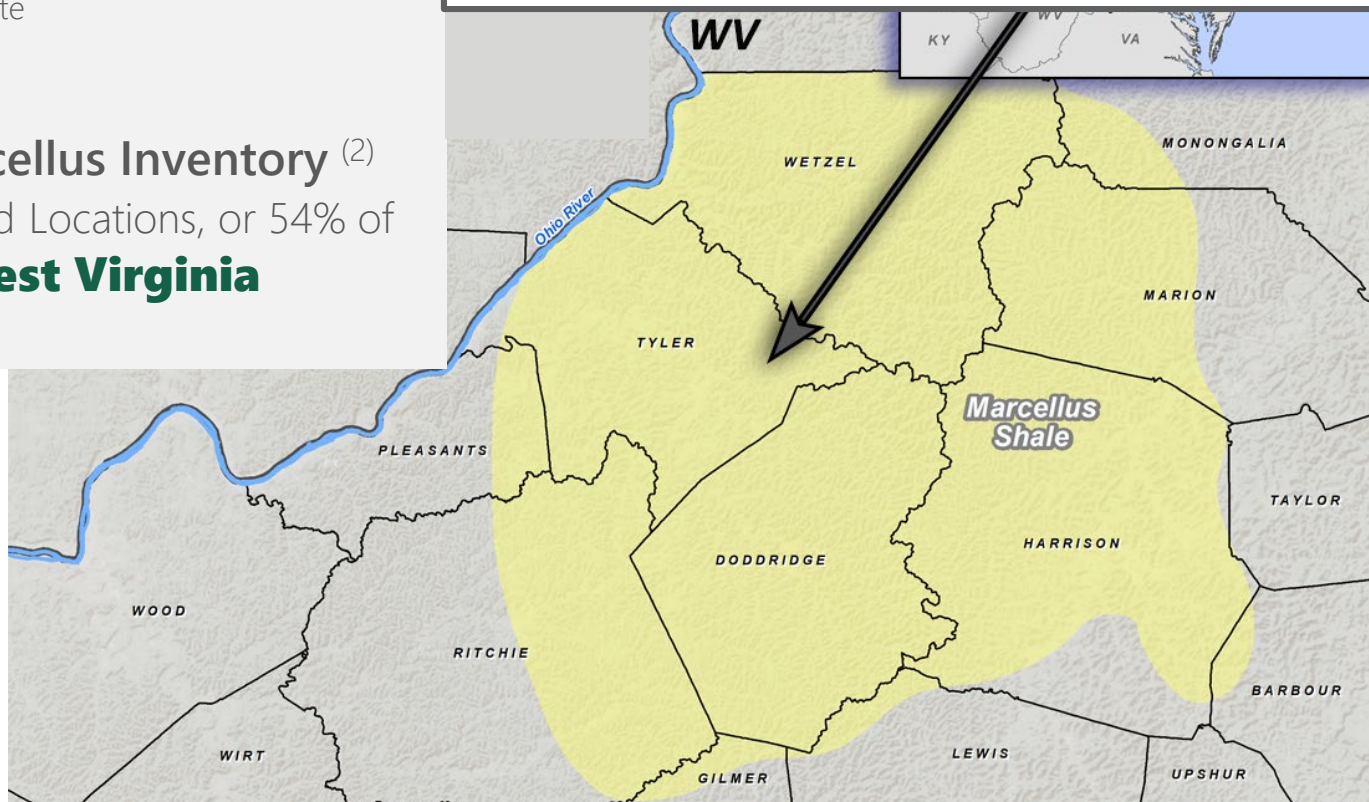 te
cellus Inventory (2)
d Locations, or 54% of
est Virginia
WV
KY
WV
VA
MONONGALIA
WETZEL
Ohio River
MARION
TYLER
Marcellus
Shale
PLEASANTS
TAYLOR
HARRISON
DODDRIDGE
WOOD
RITCHIE
BARBOUR
LEWIS
WIRT
GILMER
UPSHUR